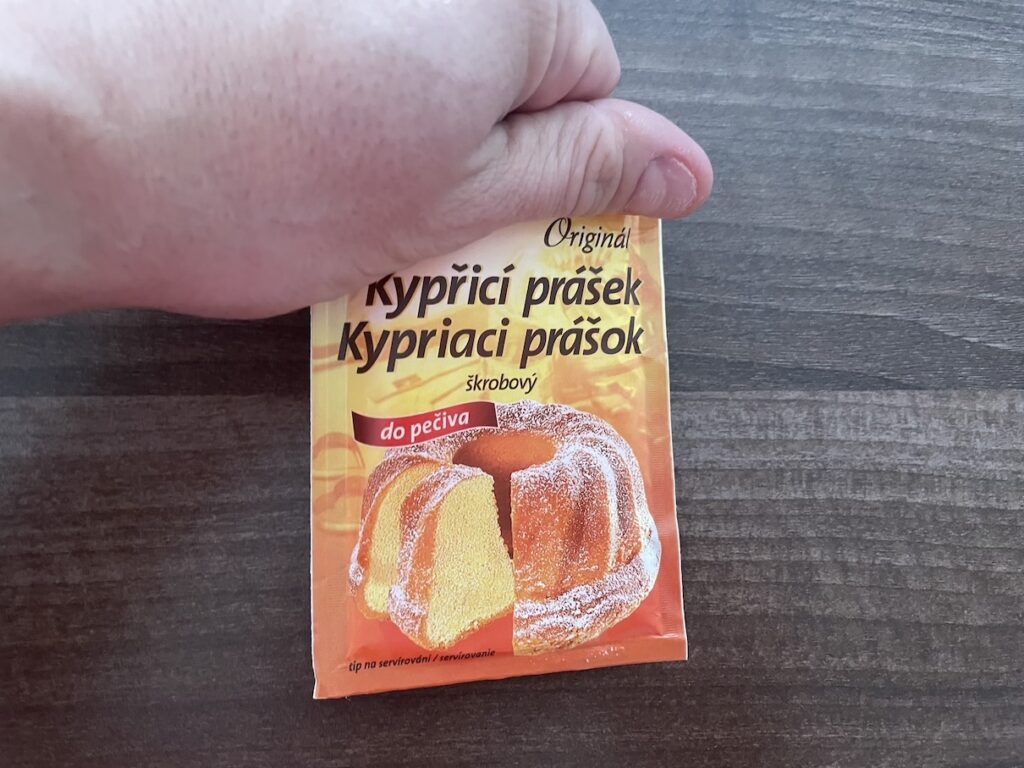 Originál
Kypřicí prášek
Kypriaci prášok
škrobový
do pečiva
tip na servírování / servírovanie